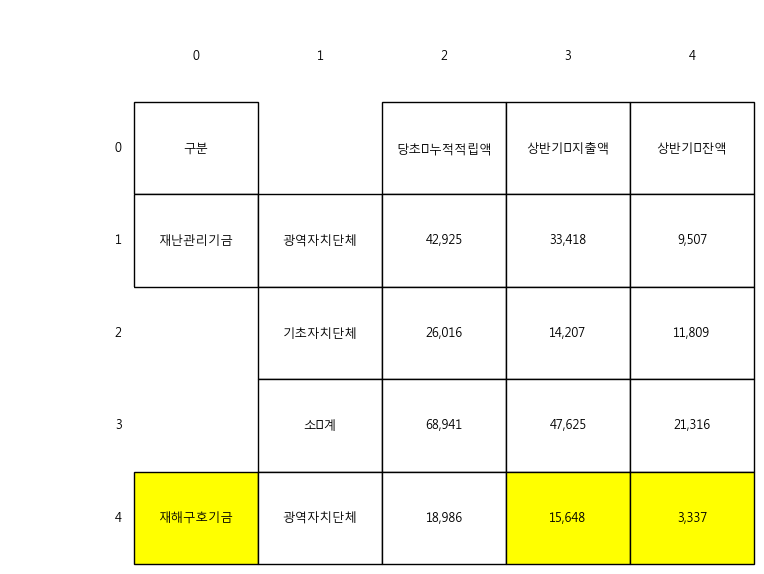 0 1 2 3 4
0 구분 당초 누적적립액 상반기 지출액 상반기 잔액
1 재난관리기금 광역자치단체 42,925 33,418 9,507
2 기초자치단체 26,016 14,207 11,809
3 소 계 68,941 47,625 21,316
4 재해구호기금 광역자치단체 18,986 15,648 3,337